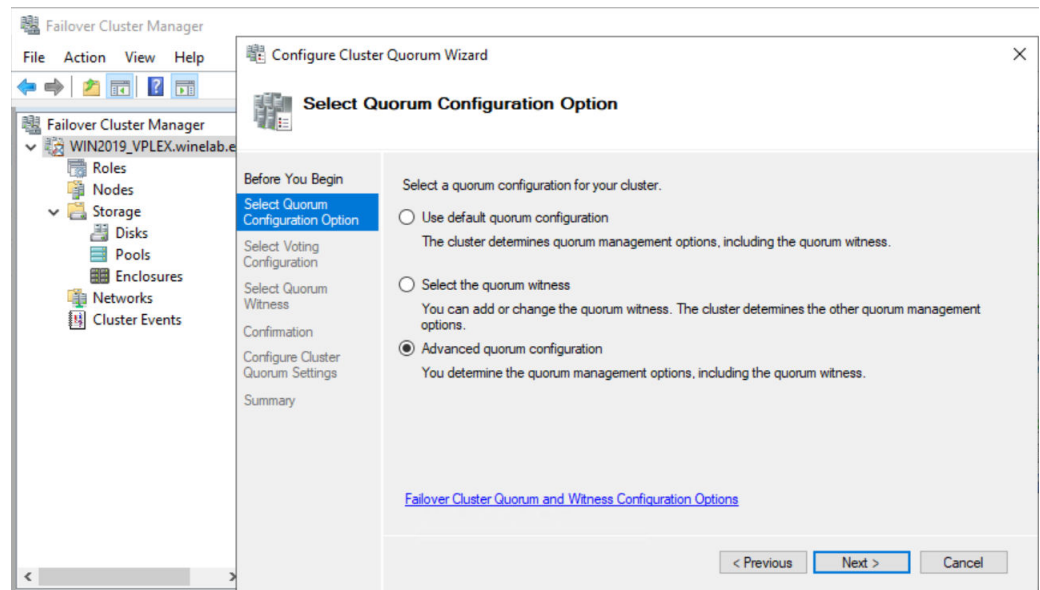 Failover Cluster Manager
File Action View Help
Failover Cluster Manager
WIN2019_VPLEX.winelab.e
Roles
Nodes
Storage
Disks
Pools
Enclosures
Networks
Cluster Events
Configure Cluster Quorum Wizard
Select Quorum Configuration Option
Before You Begin
Select Quorum
Configuration Option
Select Voting
Configuration
Select Quorum
Witness
Confirmation
Configure Cluster
Quorum Settings
Summary
Select a quorum configuration for your cluster.
Use default quorum configuration
The cluster determines quorum management options, including the quorum witness.
Select the quorum witness
You can add or change the quorum witness. The cluster determines the other quorum management
options.
Advanced quorum configuration
You determine the quorum management options, including the quorum witness.
Failover Cluster Quorum and Witness Configuration Options
< Previous Next > Cancel